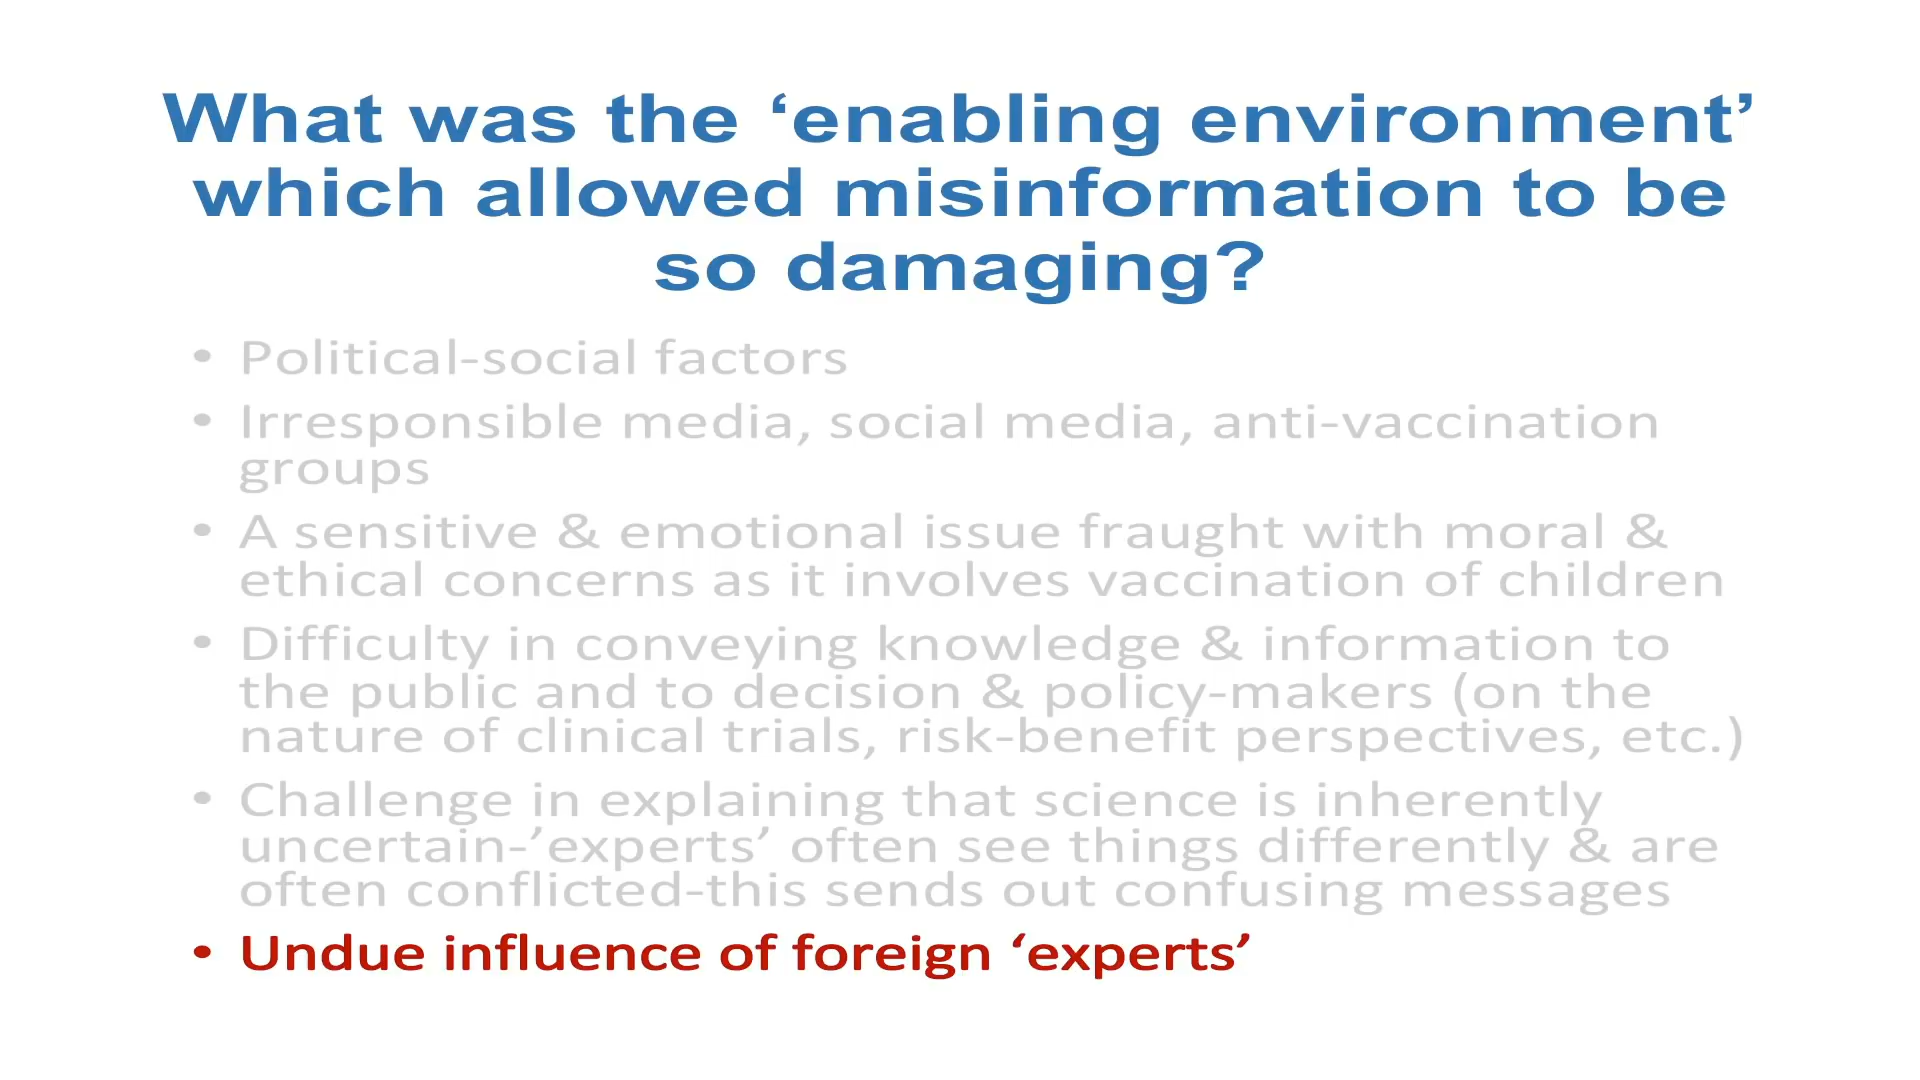 What was the ‘enabling environment’
which allowed misinformation to be
so damaging?
• Political-social factors
• Irresponsible media, social media, anti-vaccination
groups
• A sensitive & emotional issue fraught with moral &
ethical concerns as it involves vaccination of children
• Difficulty in conveying knowledge & information to
the public and to decision & policy-makers (on the
nature of clinical trials, risk-benefit perspectives, etc.)
• Challenge in explaining that science is inherently
uncertain-’experts’ often see things differently & are
often conflicted-this sends out confusing messages
• Undue influence of foreign ‘experts’